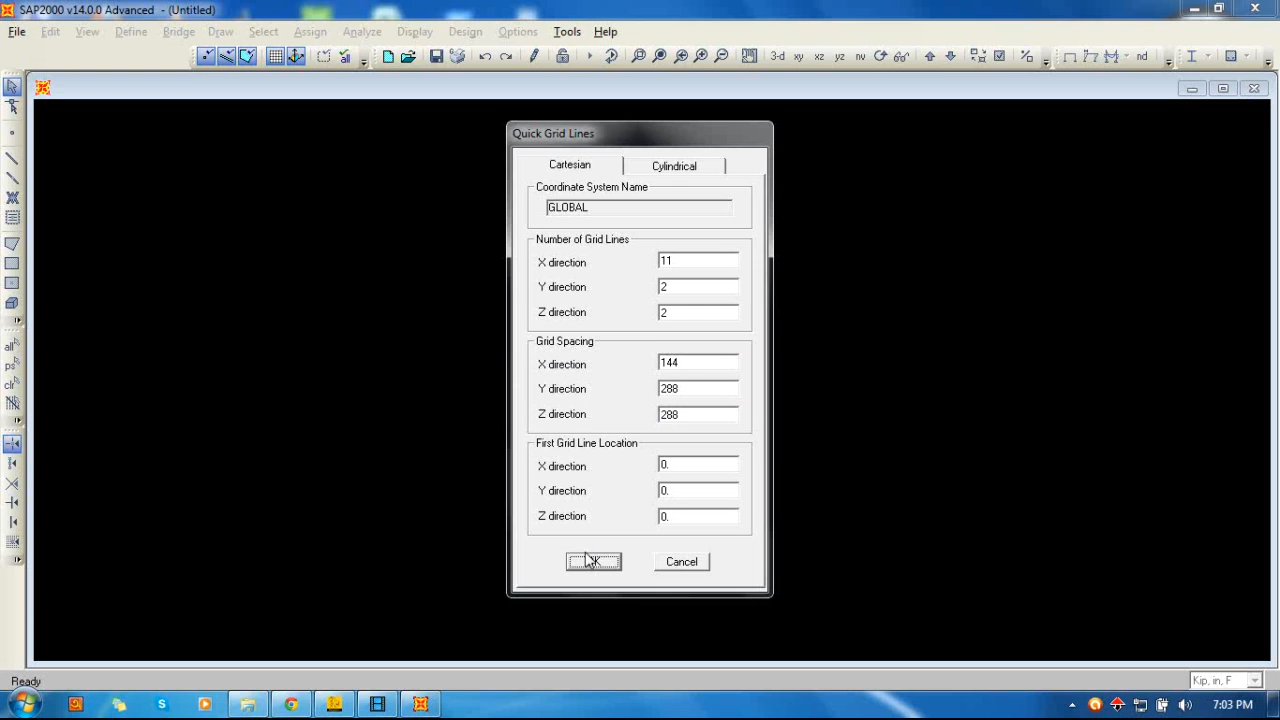 SAP2000 v14.0.0 Advanced - (Untitled)
File Edit View Define Bridge Draw Select Assign Analyze Display Design Options Tools Help
3-d xy xz yz nv nd
Quick Grid Lines
Cartesian Cylindrical
Coordinate System Name
GLOBAL
Number of Grid Lines
X direction 11
Y direction 2
Z direction 2
Grid Spacing
X direction 144
Y direction 288
Z direction 288
First Grid Line Location
X direction 0.
Y direction 0.
Z direction 0.
Cancel
all
ps
clr
Ready Kip, in, F
7:03 PM